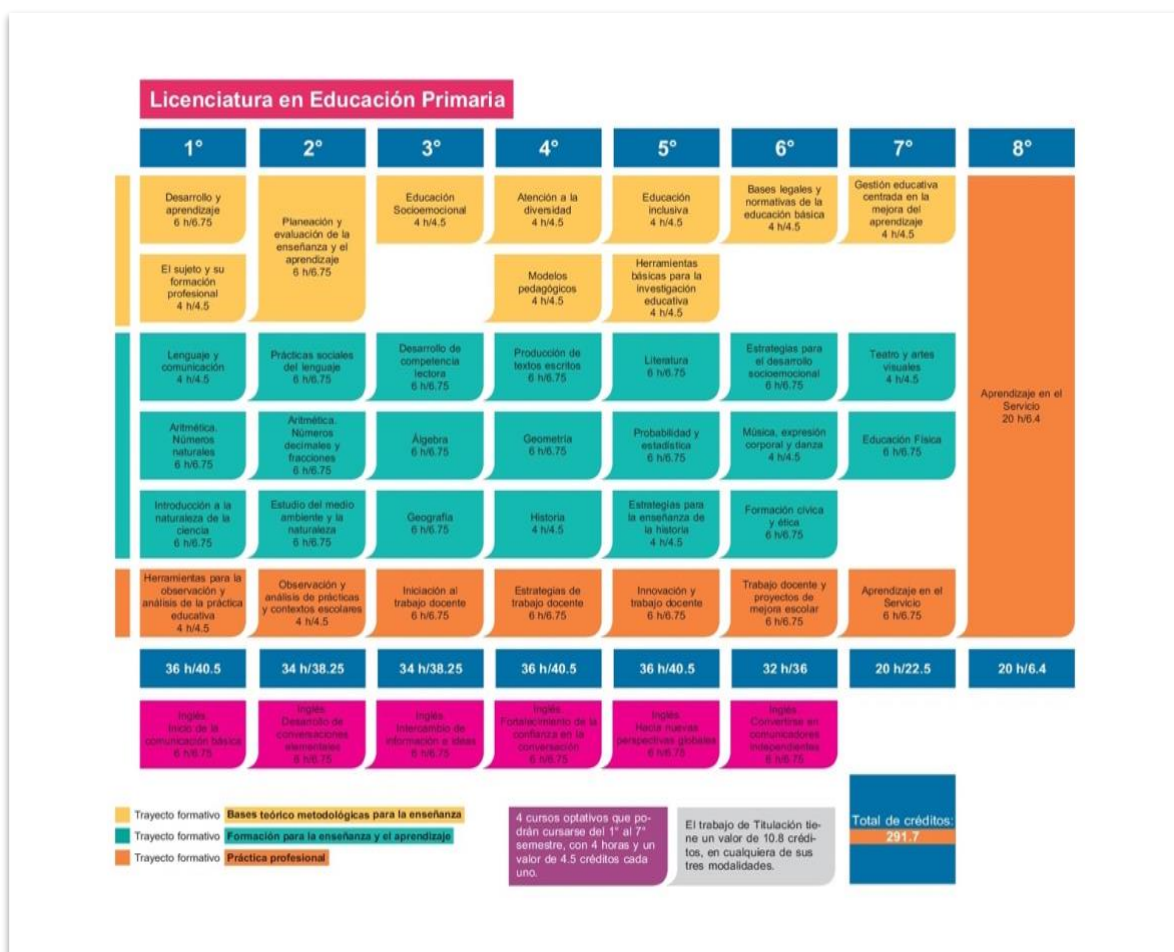 Licenciatura en Educación Primaria
1°
2°
3°
4°
5°
6°
7°
8°
Desarrollo y
aprendizaje
6 h/6.75
Planeación y
evaluación de la
enseñanza y el
aprendizaje
6 h/6.75
Educación
Socioemocional
4 h/4.5
Atención a la
diversidad
4 h/4.5
Educación
inclusiva
4 h/4.5
Bases legales y
normativas de la
educación básica
4 h/4.5
Gestión educativa
centrada en la
mejora del
aprendizaje
4 h/4.5
El sujeto y su
formación
profesional
4 h/4.5
Modelos
pedagógicos
4 h/4.5
Herramientas
básicas para la
investigación
educativa
4 h/4.5
Lenguaje y
comunicación
4 h/4.5
Prácticas sociales
del lenguaje
6 h/6.75
Desarrollo de
competencia
lectora
6 h/6.75
Producción de
textos escritos
6 h/6.75
Literatura
6 h/6.75
Estrategias para
el desarrollo
socioemocional
6 h/6.75
Teatro y artes
visuales
4 h/4.5
Aprendizaje en el
Servicio
20 h/6.4
Aritmética.
Números
naturales
6 h/6.75
Aritmética.
Números
decimales y
fracciones
6 h/6.75
Álgebra
6 h/6.75
Geometría
6 h/6.75
Probabilidad y
estadística
6 h/6.75
Música, expresión
corporal y danza
4 h/4.5
Educación Física
6 h/6.75
Introducción a la
naturaleza de la
ciencia
6 h/6.75
Estudio del medio
ambiente y la
naturaleza
6 h/6.75
Geografía
6 h/6.75
Historia
4 h/4.5
Estrategias para
la enseñanza de
la historia
4 h/4.5
Formación cívica
y ética
6 h/6.75
Herramientas para la
observación y
análisis de la práctica
educativa
4 h/4.5
Observación y
análisis de prácticas
y contextos escolares
4 h/4.5
Iniciación al
trabajo docente
6 h/6.75
Estrategias de
trabajo docente
6 h/6.75
Innovación y
trabajo docente
6 h/6.75
Trabajo docente y
proyectos de
mejora escolar
6 h/6.75
Aprendizaje en el
Servicio
6 h/6.75
36 h/40.5
34 h/38.25
34 h/38.25
36 h/40.5
36 h/40.5
32 h/36
20 h/22.5
20 h/6.4
Inglés.
Inicio de la
comunicación básica
6 h/6.75
Inglés.
Desarrollo de
conversaciones
elementales
6 h/6.75
Inglés.
Intercambio de
información e ideas
6 h/6.75
Inglés.
Fortalecimiento de la
confianza en la
conversación
6 h/6.75
Inglés.
Hacia nuevas
perspectivas globales
6 h/6.75
Inglés.
Convertirse en
comunicadores
independientes
6 h/6.75
Trayecto formativo Bases teórico metodológicas para la enseñanza
Trayecto formativo Formación para la enseñanza y el aprendizaje
Trayecto formativo Práctica profesional
4 cursos optativos que po-
drán cursarse del 1° al 7°
semestre, con 4 horas y un
valor de 4.5 créditos cada
uno.
El trabajo de Titulación tie-
ne un valor de 10.8 crédi-
tos, en cualquiera de sus
tres modalidades.
Total de créditos:
291.7